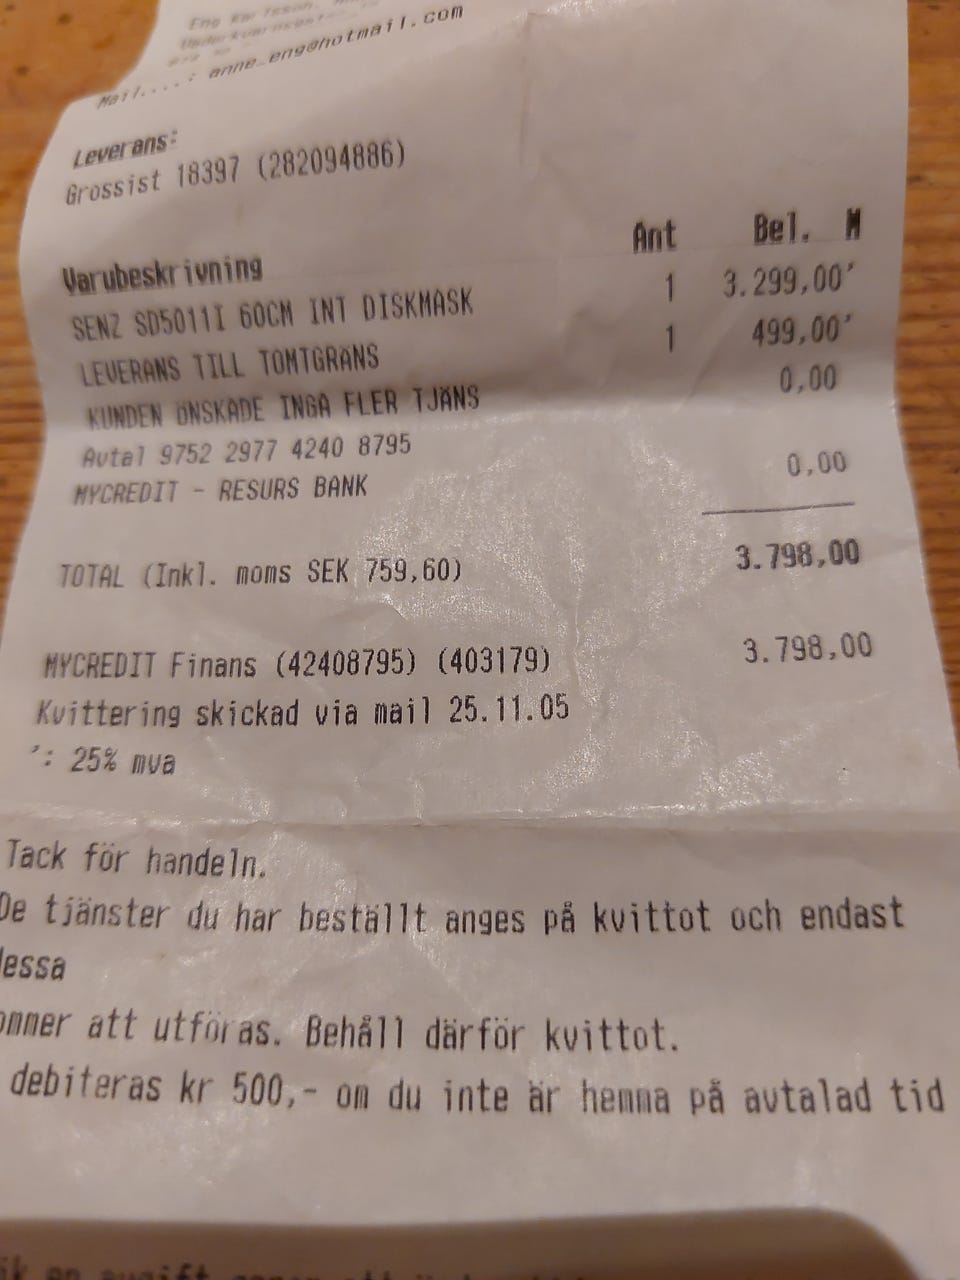 Mail....: anne_eng@hotmail.com
Leverans:
Grossist 18397 (282094886)
Varubeskrivning Ant Bel. M
SENZ SD5011I 60CM INT DISKMASK 1 3.299,00'
LEVERANS TILL TOMTGRÄNS 1 499,00'
KUNDEN ÖNSKADE INGA FLER TJÄNS 0,00
Avtal 9752 2977 4240 8795
MYCREDIT - RESURS BANK 0,00
TOTAL (Inkl. moms SEK 759,60) 3.798,00
MYCREDIT Finans (42408795) (403179) 3.798,00
Kvittering skickad via mail 25.11.05
': 25% mva
Tack för handeln.
De tjänster du har beställt anges på kvittot och endast
dessa
ommer att utföras. Behåll därför kvittot.
debiteras kr 500,- om du inte är hemma på avtalad tid